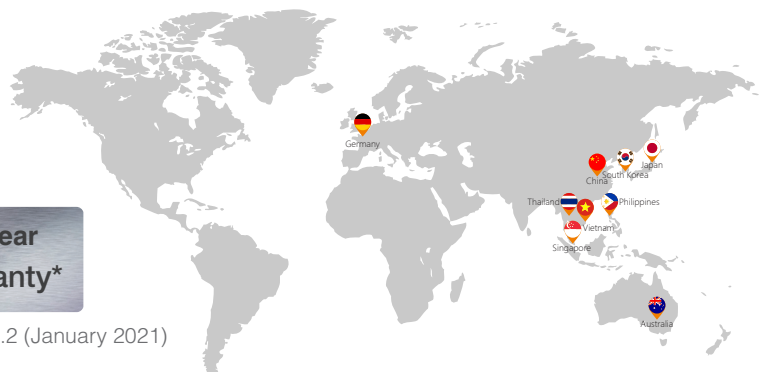 Germany
Japan
South Korea
China
Thailand
Philippines
Vietnam
Singapore
ear
anty*
.2 (January 2021)
Australia